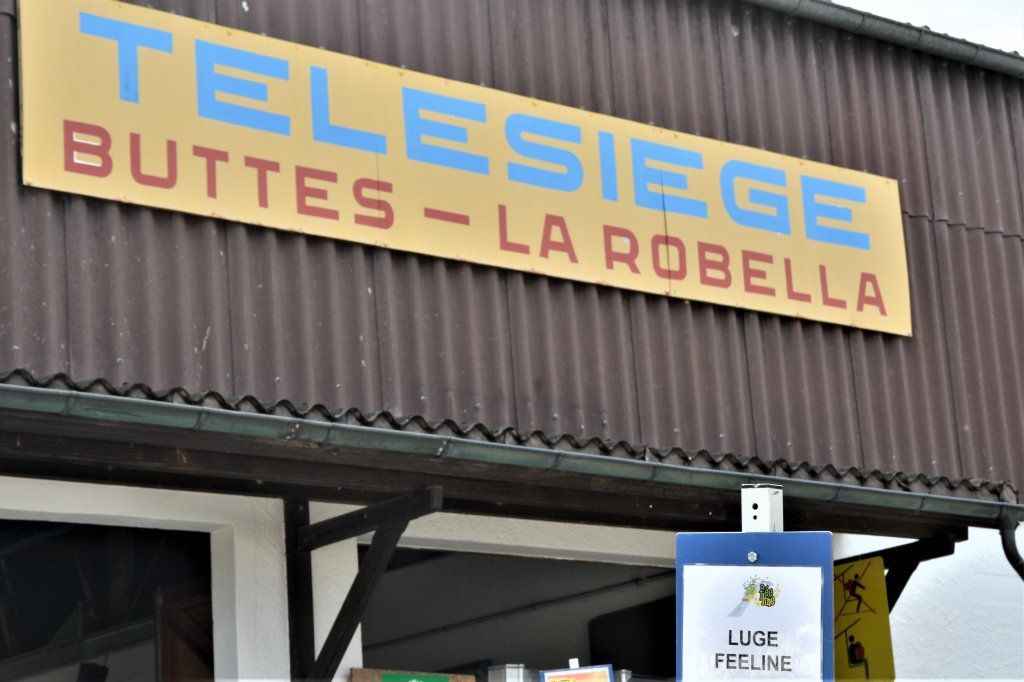 TELESIEGE
BUTTES – LA ROBELLA
LUGE
FEELINE